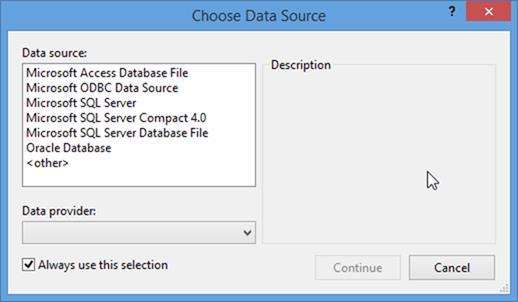 Choose Data Source
? ×
Data source:
Microsoft Access Database File
Microsoft ODBC Data Source
Microsoft SQL Server
Microsoft SQL Server Compact 4.0
Microsoft SQL Server Database File
Oracle Database
<other>
Description
Data provider:
Always use this selection
Continue
Cancel